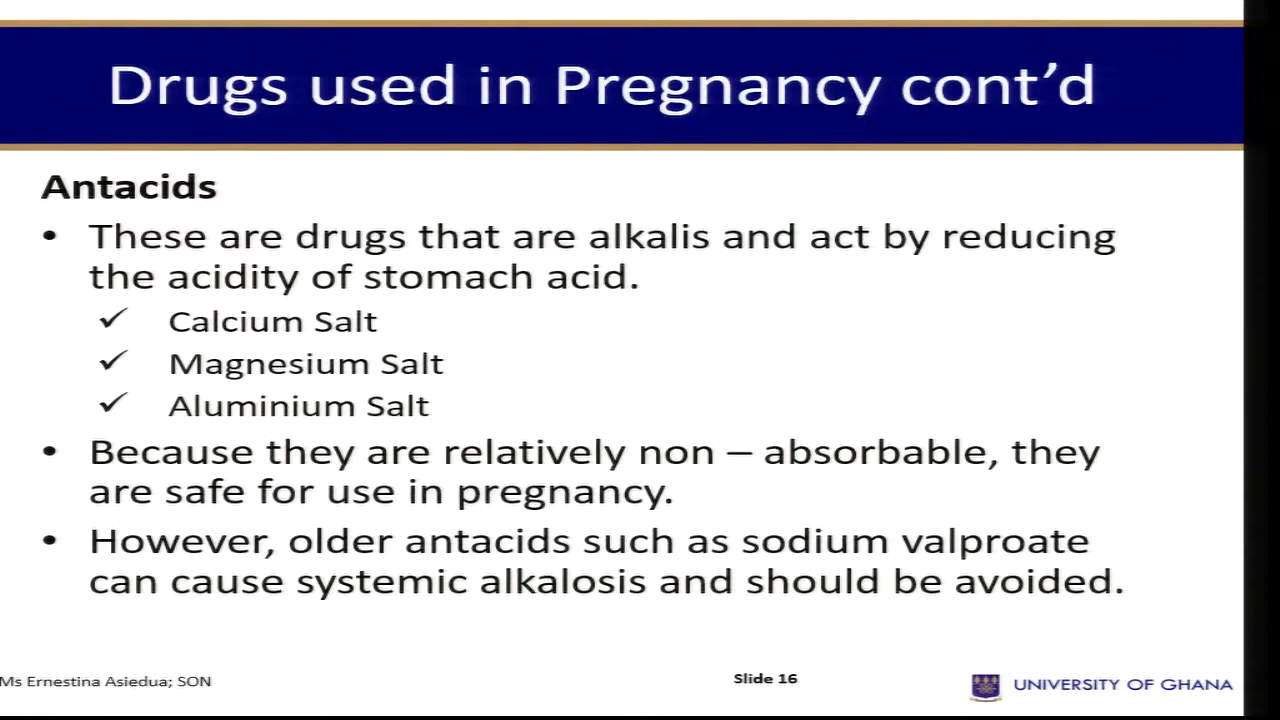 Drugs used in Pregnancy cont’d
Antacids
• These are drugs that are alkalis and act by reducing
the acidity of stomach acid.
✓ Calcium Salt
✓ Magnesium Salt
✓ Aluminium Salt
• Because they are relatively non – absorbable, they
are safe for use in pregnancy.
• However, older antacids such as sodium valproate
can cause systemic alkalosis and should be avoided.
Ms Ernestina Asiedua; SON
Slide 16
UNIVERSITY OF GHANA